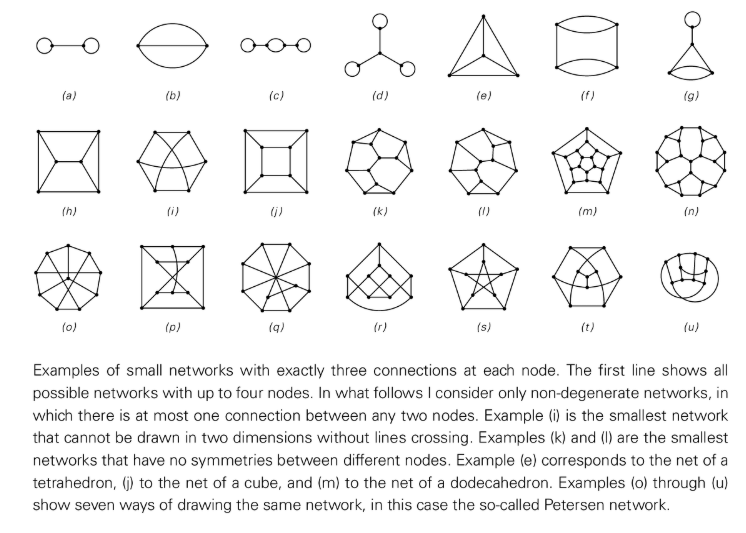 (a) (b) (c) (d) (e) (f) (g)
(h) (i) (j) (k) (l) (m) (n)
(o) (p) (q) (r) (s) (t) (u)
Examples of small networks with exactly three connections at each node. The first line shows all
possible networks with up to four nodes. In what follows I consider only non-degenerate networks, in
which there is at most one connection between any two nodes. Example (i) is the smallest network
that cannot be drawn in two dimensions without lines crossing. Examples (k) and (l) are the smallest
networks that have no symmetries between different nodes. Example (e) corresponds to the net of a
tetrahedron, (j) to the net of a cube, and (m) to the net of a dodecahedron. Examples (o) through (u)
show seven ways of drawing the same network, in this case the so-called Petersen network.